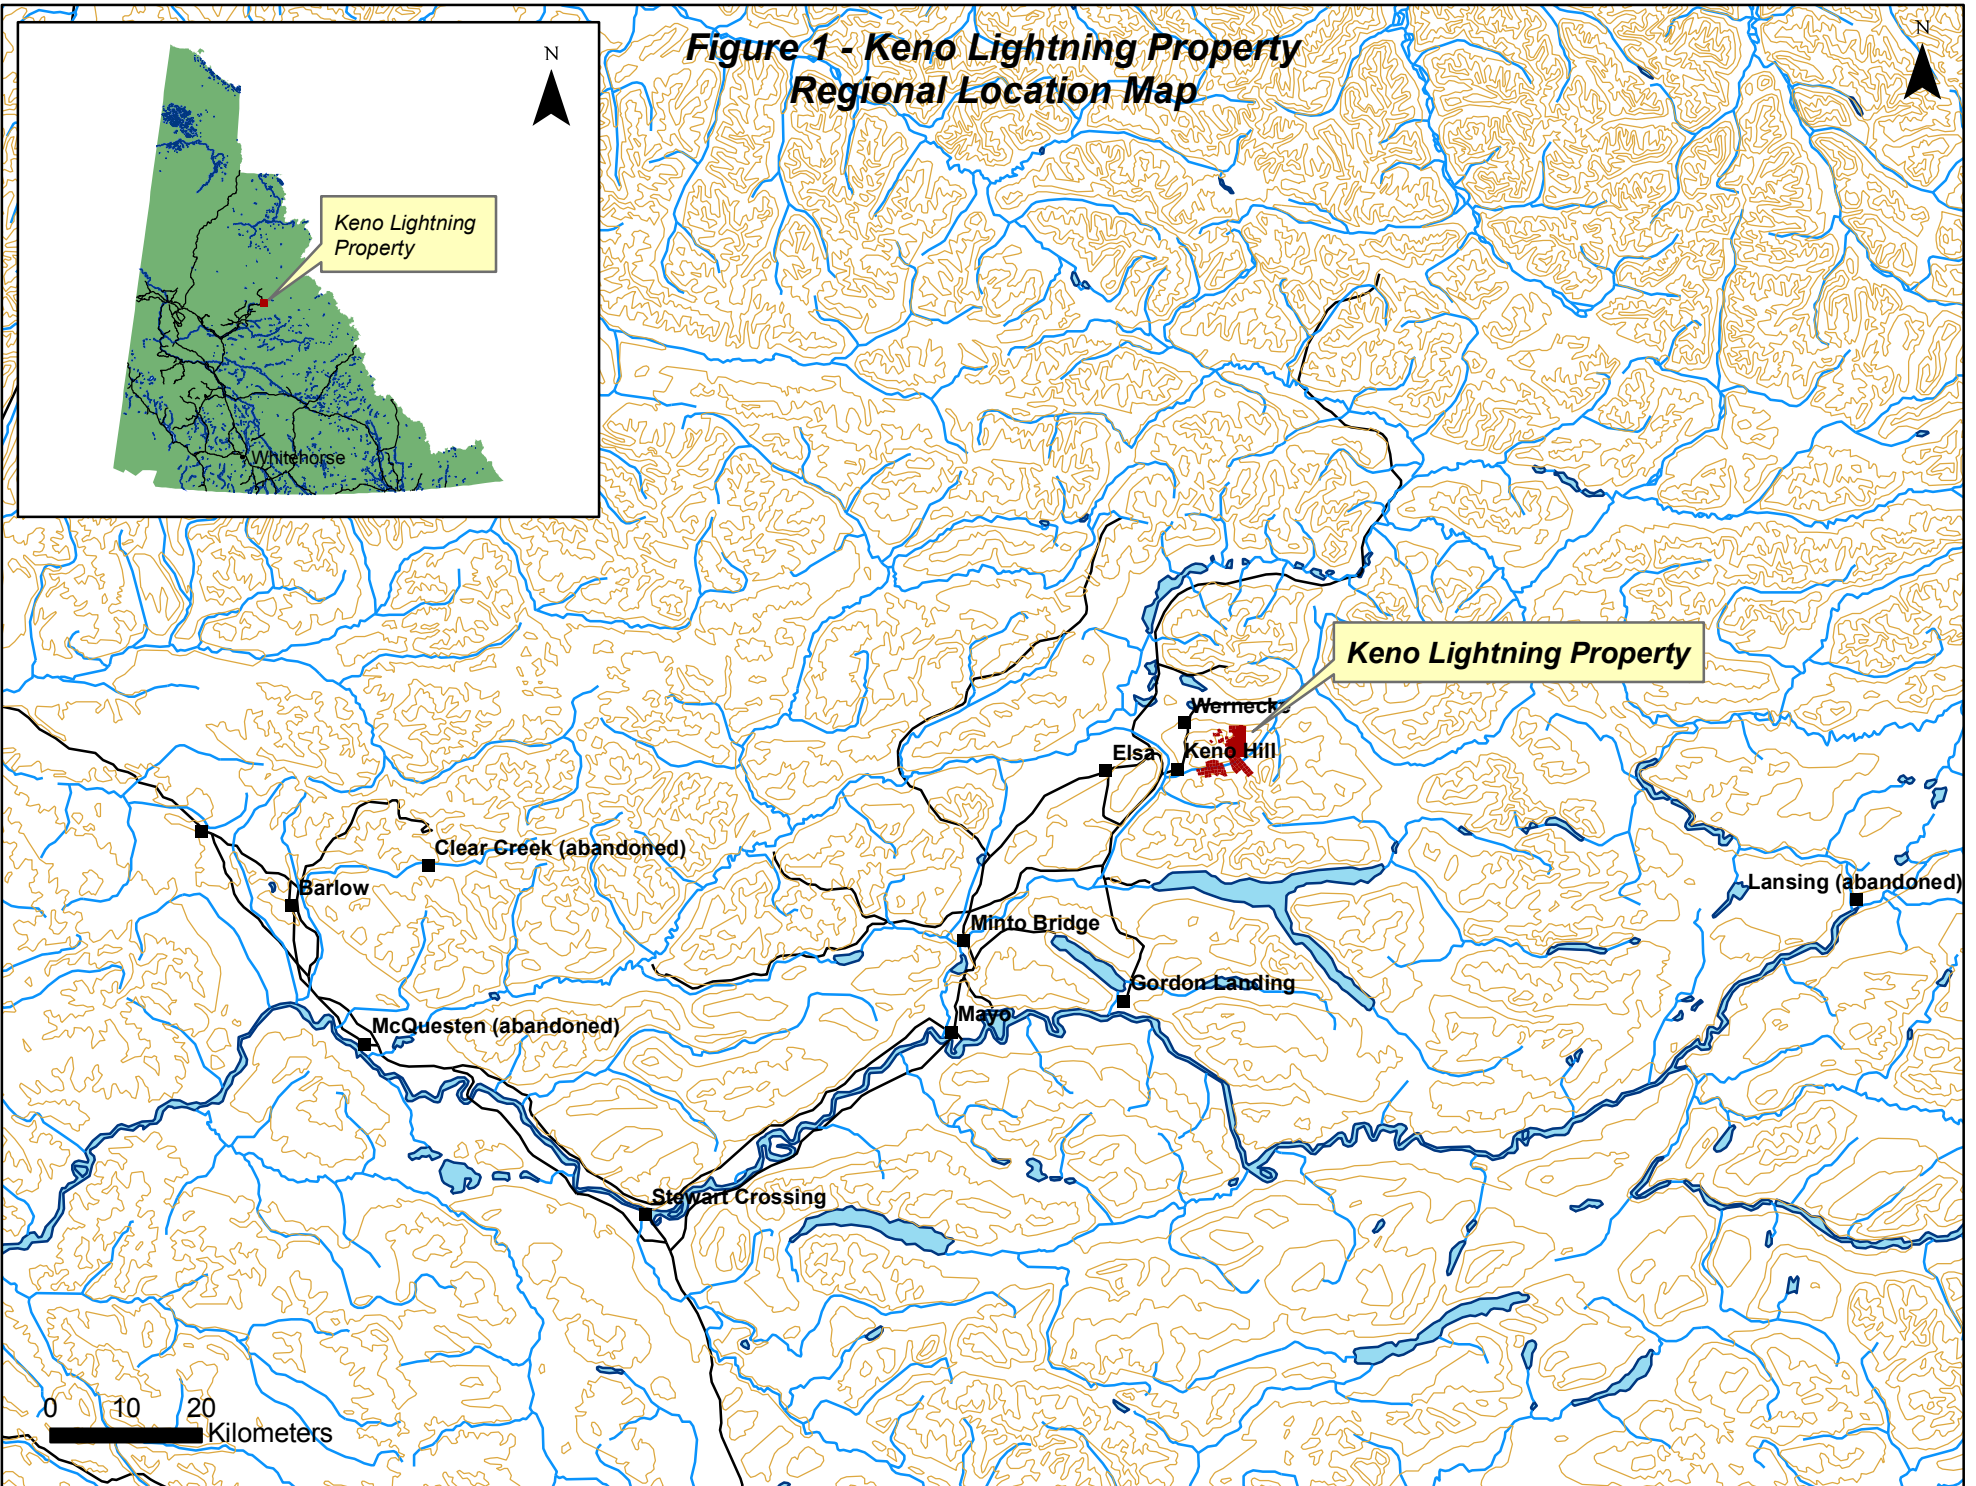 Figure 1 - Keno Lightning Property
Regional Location Map
N
N
Keno Lightning
Property
Whitehorse
Keno Lightning Property
Wernecke
Elsa
Keno Hill
Clear Creek (abandoned)
Barlow
Lansing (abandoned)
Minto Bridge
Gordon Landing
Mayo
McQuesten (abandoned)
Stewart Crossing
0 10 20
Kilometers